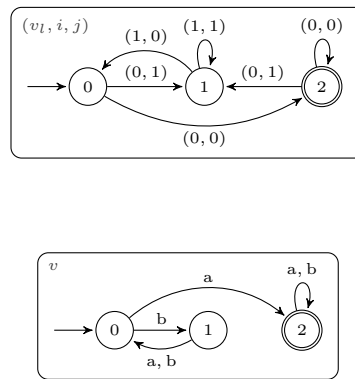 (v_l, i, j)
(1, 0) (1, 1) (0, 0)
(0, 1) (0, 1)
0 1 2
(0, 0)
v
a
a, b
b
0 1 2
a, b